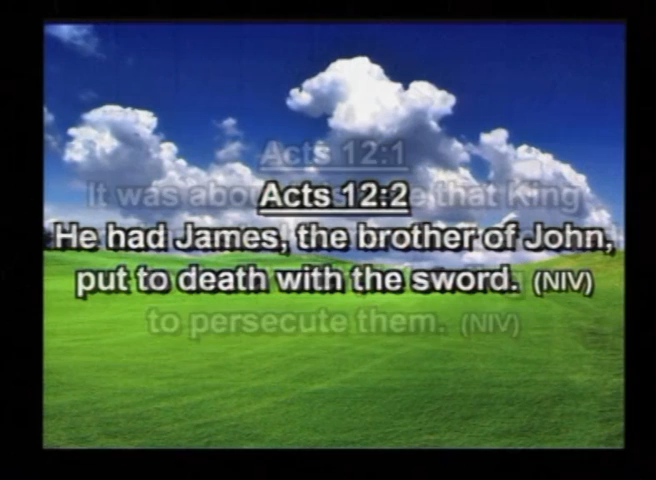 Acts 12:1
It was about that King
Acts 12:2
He had James, the brother of John,
put to death with the sword. (NIV)
to persecute them. (NIV)